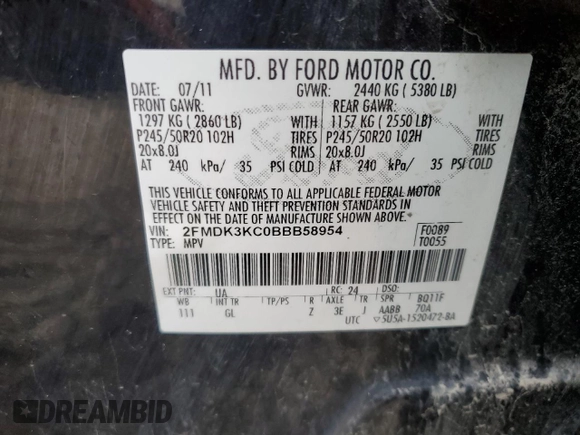 MFD. BY FORD MOTOR CO.
DATE: 07/11 GVWR: 2440 KG ( 5380 LB)
FRONT GAWR: REAR GAWR:
1297 KG ( 2860 LB) WITH 1157 KG ( 2550 LB) WITH
P245/50R20 102H TIRES P245/50R20 102H TIRES
20x8.0J RIMS 20x8.0J RIMS
AT 240 kPa/ 35 PSI COLD AT 240 kPa/ 35 PSI COLD
THIS VEHICLE CONFORMS TO ALL APPLICABLE FEDERAL MOTOR
VEHICLE SAFETY AND THEFT PREVENTION STANDARDS IN
EFFECT ON THE DATE OF MANUFACTURE SHOWN ABOVE.
VIN: 2FMDK3KC0BBB58954 F0089
TYPE: MPV T0055
EXT PNT: UA RC: 24 DSO:
WB INT TR TP/PS R AXLE TR SPR BQ11F
111 GL Z 3E I AABB 70A
UTC 5U5A-1520472-BA
DREAMBID